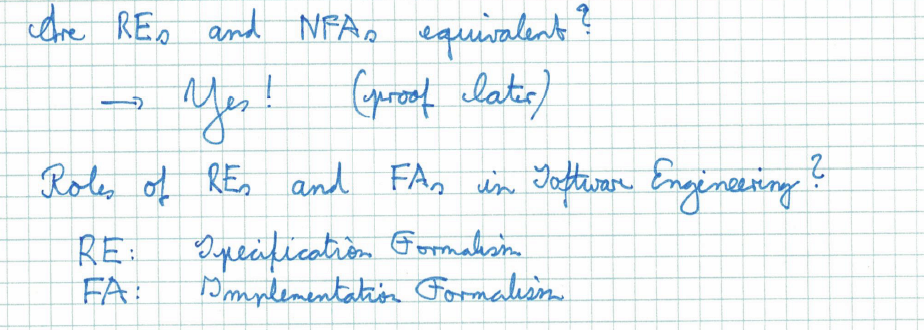 Are REs and NFAs equivalent?
→ Yes! (proof later)
Roles of REs and FAs in Software Engineering?
RE: Specification Formalism
FA: Implementation Formalism